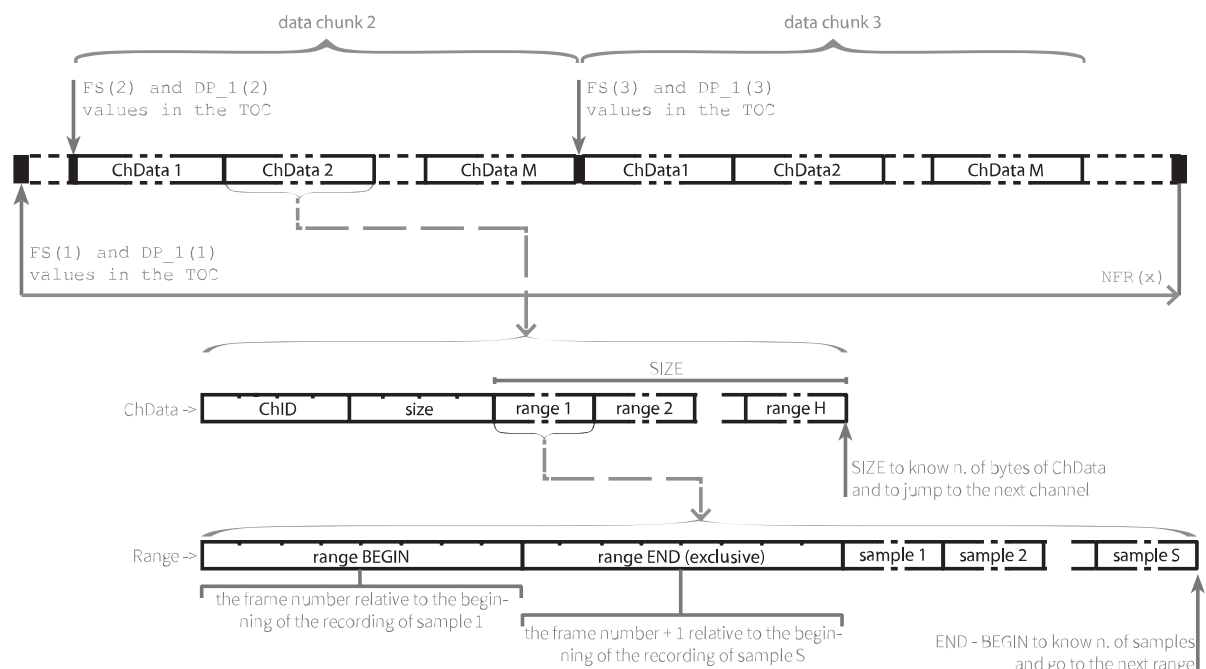 data chunk 2
data chunk 3
FS(2) and DP_1(2)
values in the TOC
FS(3) and DP_1(3)
values in the TOC
ChData 1
ChData 2
ChData M
ChData1
ChData2
ChData M
FS(1) and DP_1(1)
values in the TOC
NFR(x)
SIZE
ChData ->
ChID
size
range 1
range 2
range H
SIZE to know n. of bytes of ChData
and to jump to the next channel
Range ->
range BEGIN
range END (exclusive)
sample 1
sample 2
sample S
the frame number relative to the begin-
ning of the recording of sample 1
the frame number + 1 relative to the begin-
ning of the recording of sample S
END - BEGIN to know n. of samples
and go to the next range